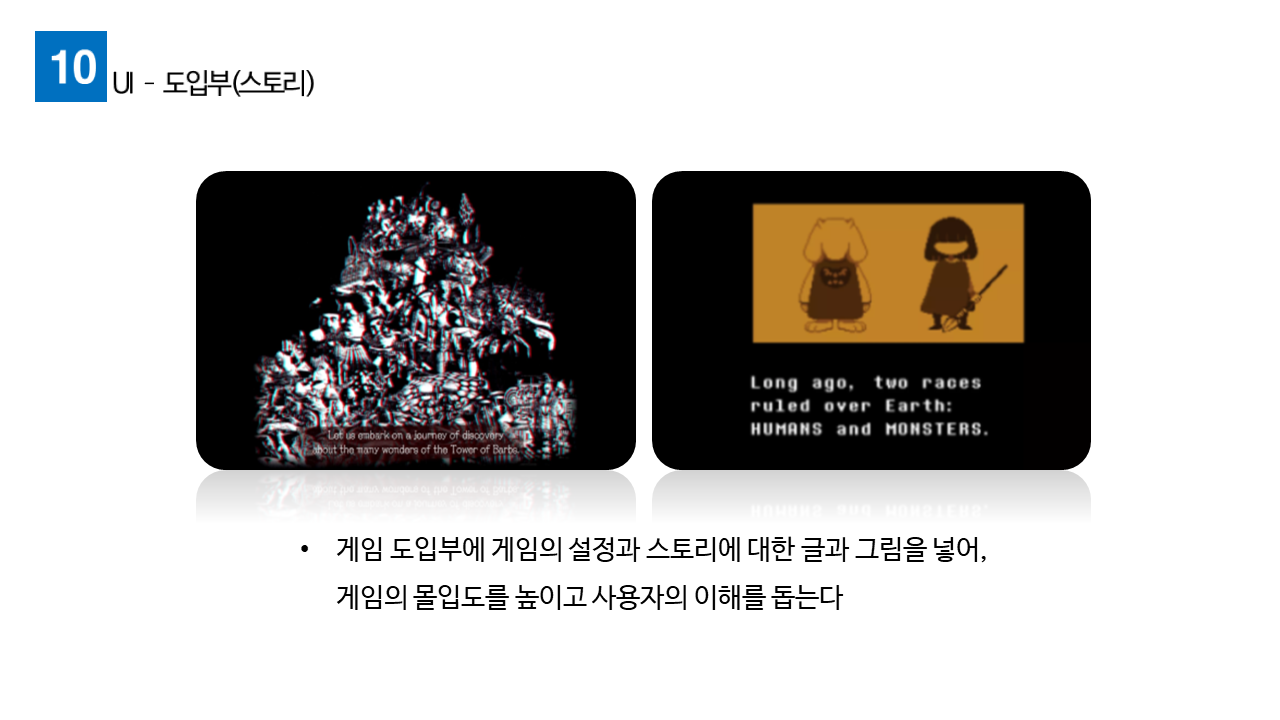 10
UI - 도입부(스토리)
Let us embark on a journey of discovery
about the many wonders of the Tower of Barbs...
Long ago, two races
ruled over Earth:
HUMANS and MONSTERS.
• 게임 도입부에 게임의 설정과 스토리에 대한 글과 그림을 넣어,
게임의 몰입도를 높이고 사용자의 이해를 돕는다